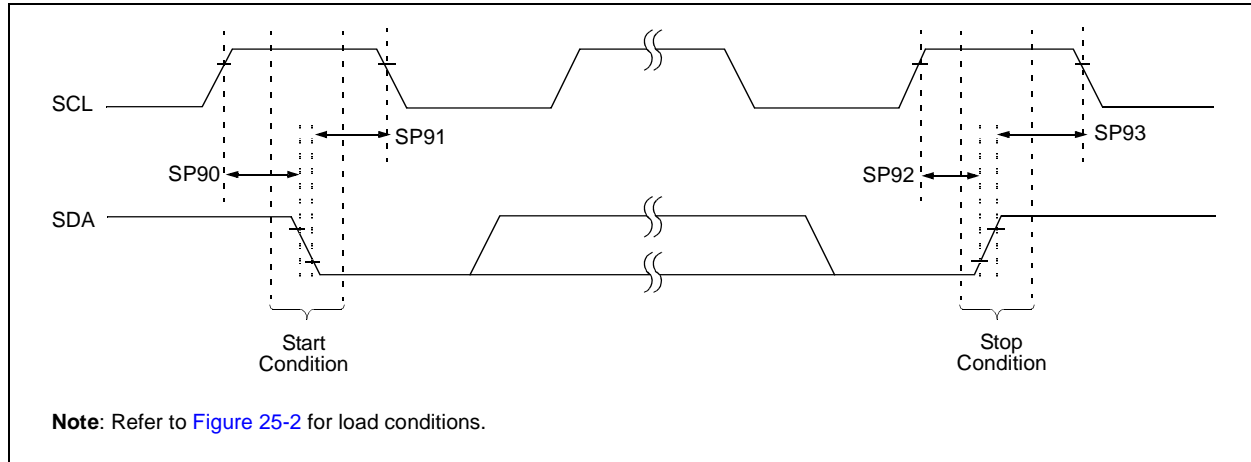 SCL
SP91
SP93
SP90
SP92
SDA
Start
Condition
Stop
Condition
Note: Refer to Figure 25-2 for load conditions.